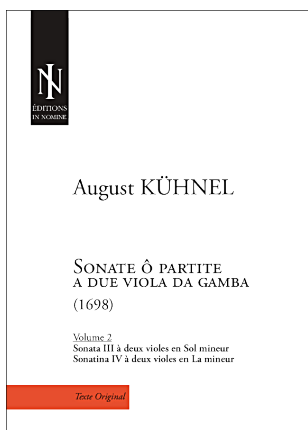 IN
ÉDITIONS
IN NOMINE
August KÜHNEL
SONATE Ô PARTITE
A DUE VIOLA DA GAMBA
(1698)
Volume 2
Sonata III à deux violes en Sol mineur
Sonatina IV à deux violes en La mineur
Texte Original